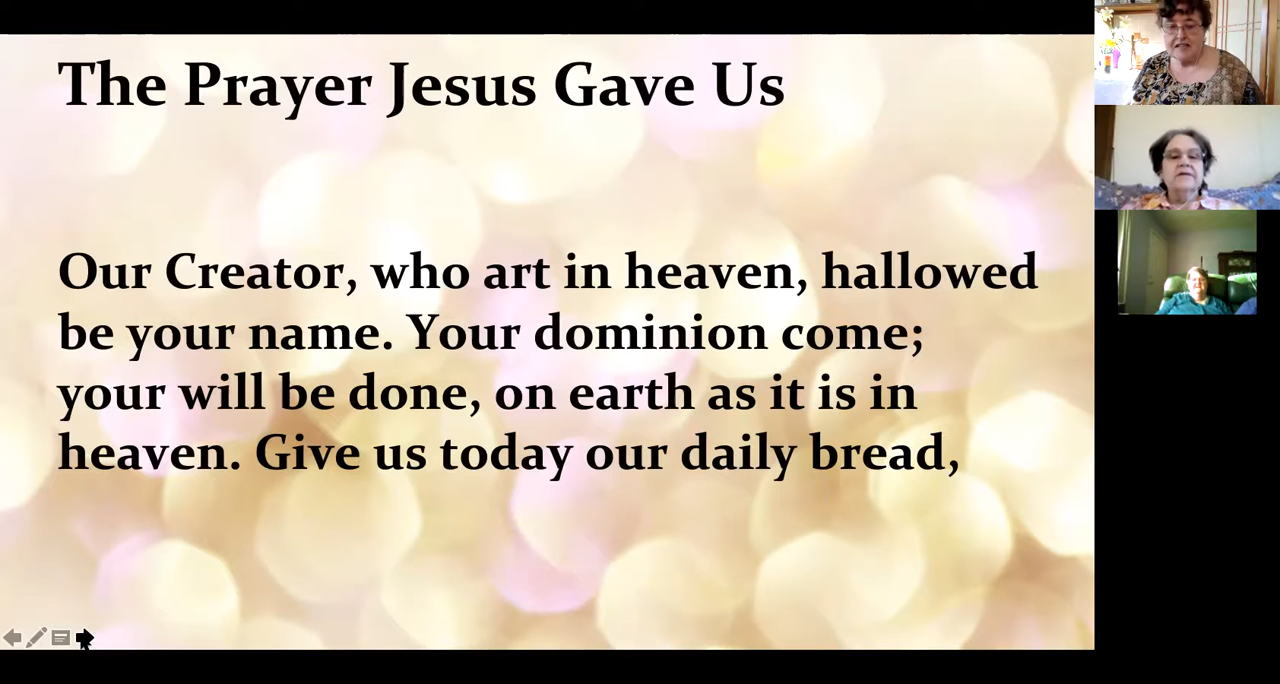 The Prayer Jesus Gave Us
Our Creator, who art in heaven, hallowed
be your name. Your dominion come;
your will be done, on earth as it is in
heaven. Give us today our daily bread,